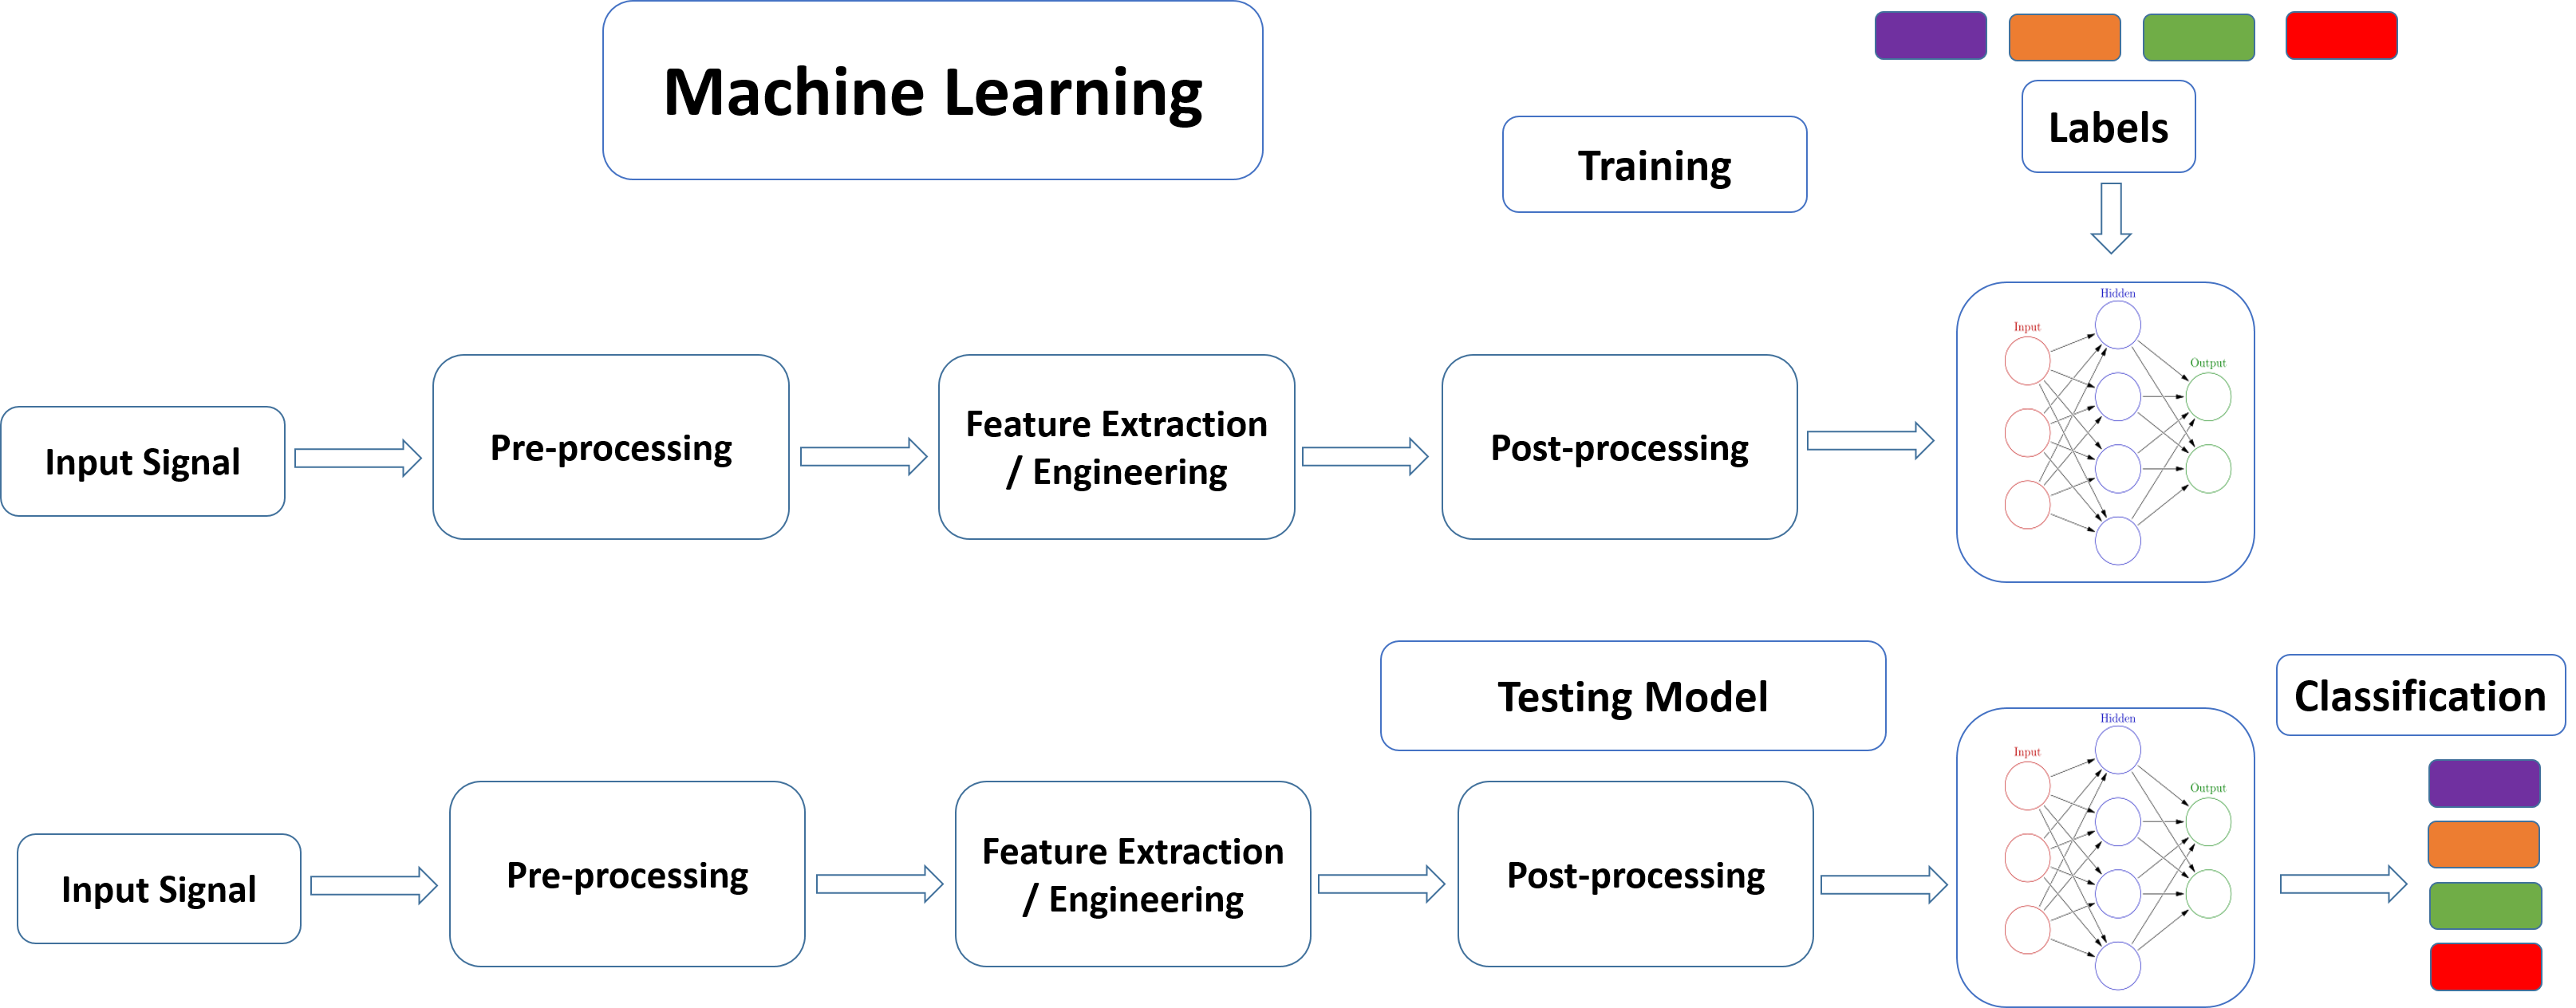 Machine Learning
Training
Labels
Input Signal
Pre-processing
Feature Extraction
/ Engineering
Post-processing
Input
Hidden
Output
Testing Model
Classification
Input Signal
Pre-processing
Feature Extraction
/ Engineering
Post-processing
Input
Hidden
Output